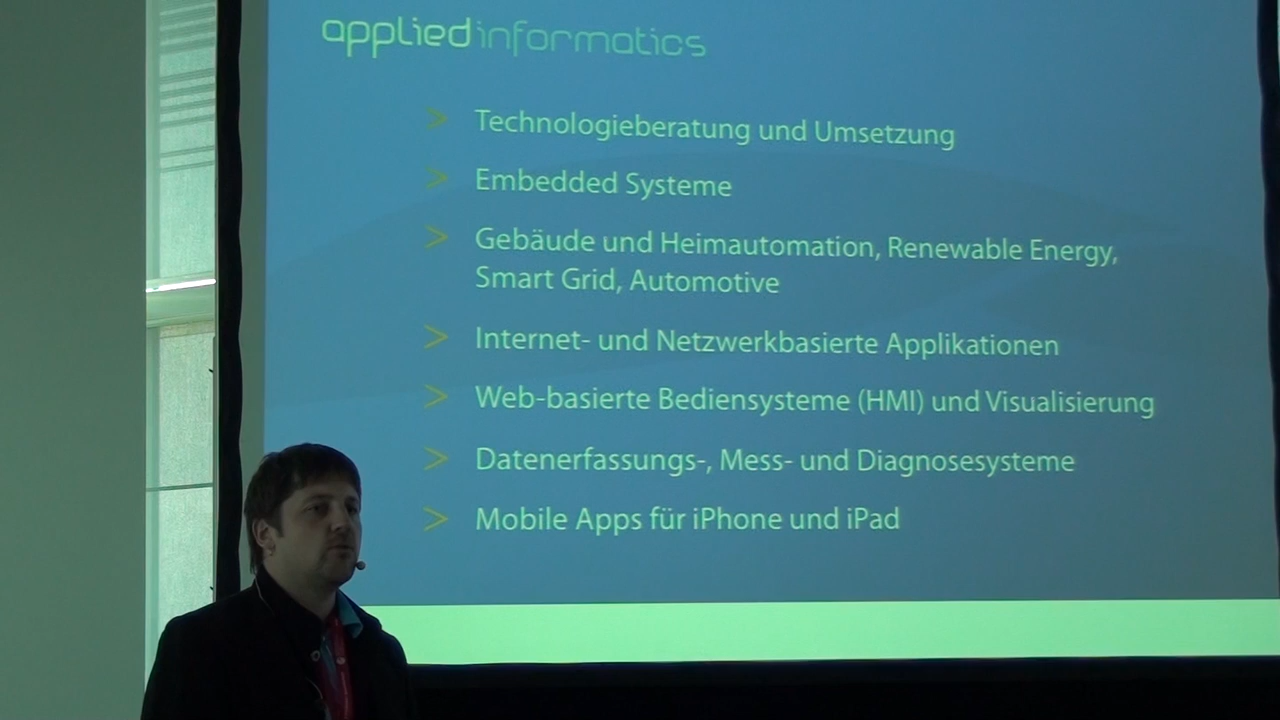 appliedinformatics
> Technologieberatung und Umsetzung
> Embedded Systeme
> Gebäude und Heimautomation, Renewable Energy,
Smart Grid, Automotive
> Internet- und Netzwerkbasierte Applikationen
> Web-basierte Bediensysteme (HMI) und Visualisierung
> Datenerfassungs-, Mess- und Diagnosesysteme
> Mobile Apps für iPhone und iPad